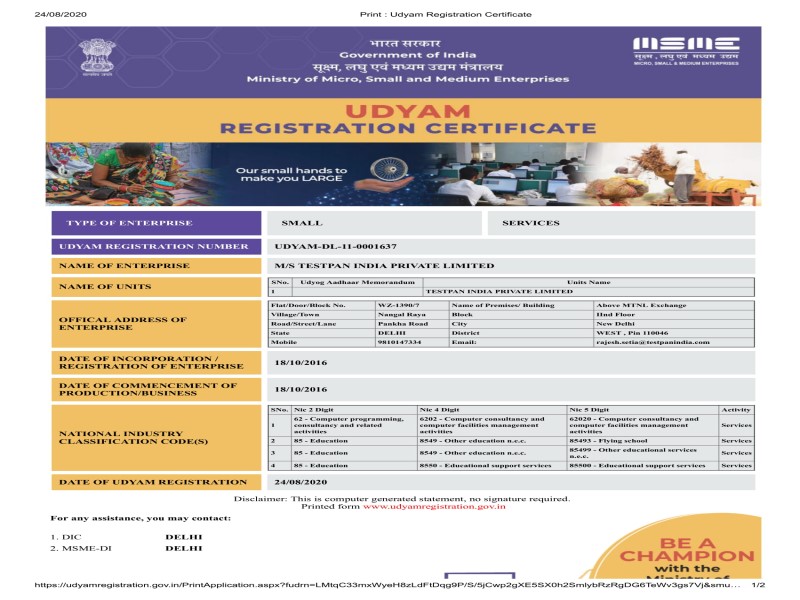 24/08/2020 Print : Udyam Registration Certificate
भारत सरकार
Government of India
सूक्ष्म, लघु एवं मध्यम उद्यम मंत्रालय
Ministry of Micro, Small and Medium Enterprises
msme
सूक्ष्म, लघु एवं मध्यम उद्यम
MICRO, SMALL & MEDIUM ENTERPRISES
UDYAM
REGISTRATION CERTIFICATE
Our small hands to
make you LARGE
TYPE OF ENTERPRISE SMALL SERVICES
UDYAM REGISTRATION NUMBER UDYAM-DL-11-0001637
NAME OF ENTERPRISE M/S TESTPAN INDIA PRIVATE LIMITED
NAME OF UNITS
SNo. Udyog Aadhaar Memorandum Units Name
1 TESTPAN INDIA PRIVATE LIMITED
OFFICAL ADDRESS OF
ENTERPRISE
Flat/Door/Block No. WZ-1390/7 Name of Premises/ Building Above MTNL Exchange
Village/Town Nangal Raya Block IInd Floor
Road/Street/Lane Pankha Road City New Delhi
State DELHI District WEST , Pin 110046
Mobile 9810147334 Email: rajesh.setia@testpanindia.com
DATE OF INCORPORATION /
REGISTRATION OF ENTERPRISE
18/10/2016
DATE OF COMMENCEMENT OF
PRODUCTION/BUSINESS
18/10/2016
NATIONAL INDUSTRY
CLASSIFICATION CODE(S)
SNo. Nic 2 Digit Nic 4 Digit Nic 5 Digit Activity
1 62 - Computer programming, consultancy and related activities 6202 - Computer consultancy and computer facilities management activities 62020 - Computer consultancy and computer facilities management activities Services
2 85 - Education 8549 - Other education n.e.c. 85493 - Flying school Services
3 85 - Education 8549 - Other education n.e.c. 85499 - Other educational services n.e.c. Services
4 85 - Education 8550 - Educational support services 85500 - Educational support services Services
DATE OF UDYAM REGISTRATION 24/08/2020
Disclaimer: This is computer generated statement, no signature required.
Printed form www.udyamregistration.gov.in
For any assistance, you may contact:
1. DIC DELHI
2. MSME-DI DELHI
BE A
CHAMPION
with the
Ministry of
https://udyamregistration.gov.in/PrintApplication.aspx?fudrn=LMtqC33mxWyeH8zLdFtDqg9P/S/5jCwp2gXE5SX0h2SmlybRzRgDG6TeWv3gs7Vj&smu… 1/2